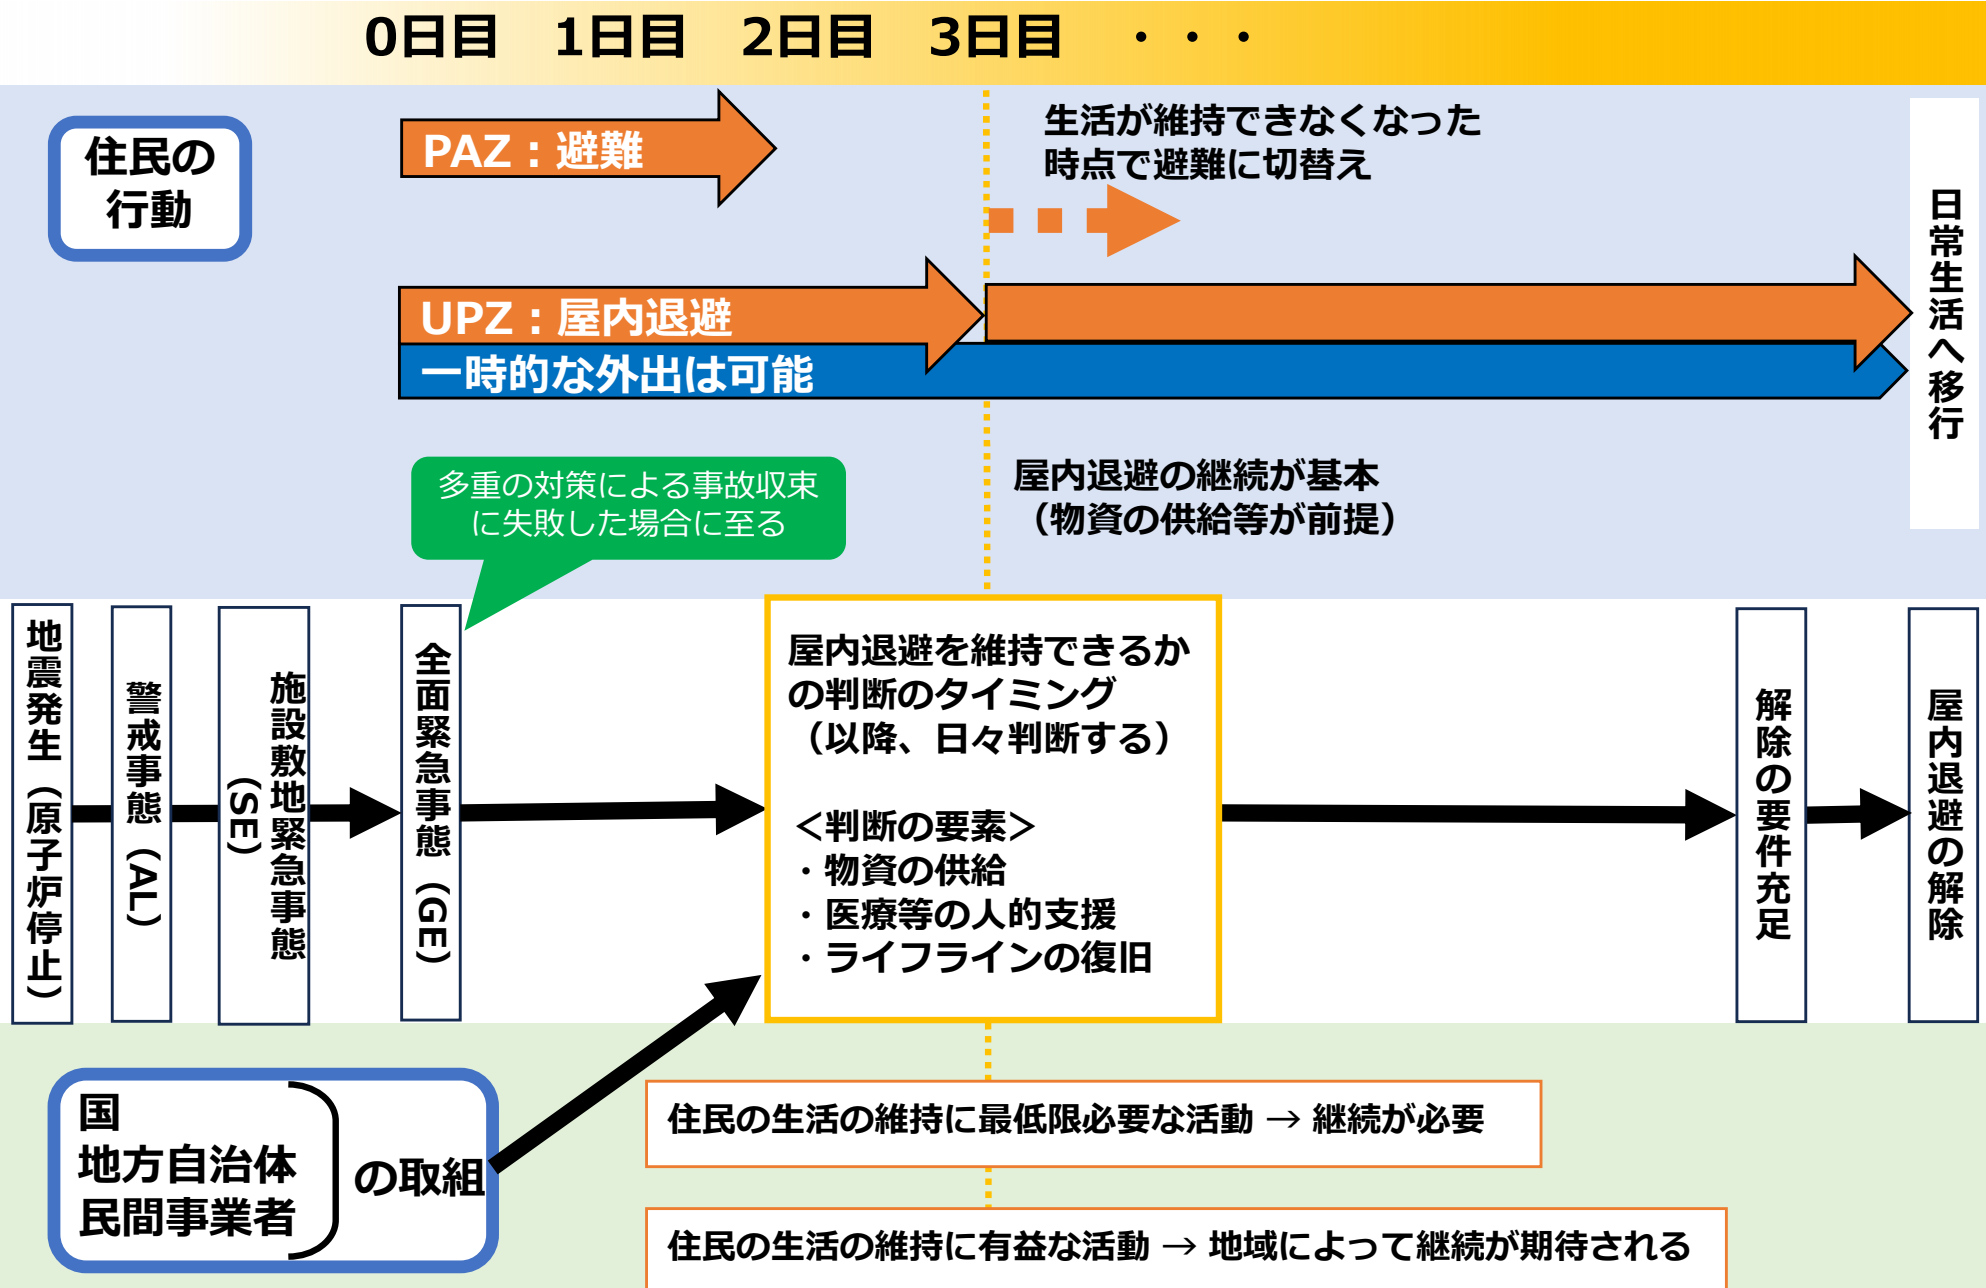 0日目 1日目 2日目 3日目 ・・・
住民の
行動
PAZ：避難
生活が維持できなくなった
時点で避難に切替え
UPZ：屋内退避
一時的な外出は可能
日常生活へ移行
多重の対策による事故収束
に失敗した場合に至る
屋内退避の継続が基本
（物資の供給等が前提）
地震発生（原子炉停止）
警戒事態（AL）
施設敷地緊急事態
（SE）
全面緊急事態（GE）
屋内退避を維持できるか
の判断のタイミング
（以降、日々判断する）
＜判断の要素＞
・物資の供給
・医療等の人的支援
・ライフラインの復旧
解除の要件充足
屋内退避の解除
国
地方自治体
民間事業者
の取組
住民の生活の維持に最低限必要な活動 → 継続が必要
住民の生活の維持に有益な活動 → 地域によって継続が期待される